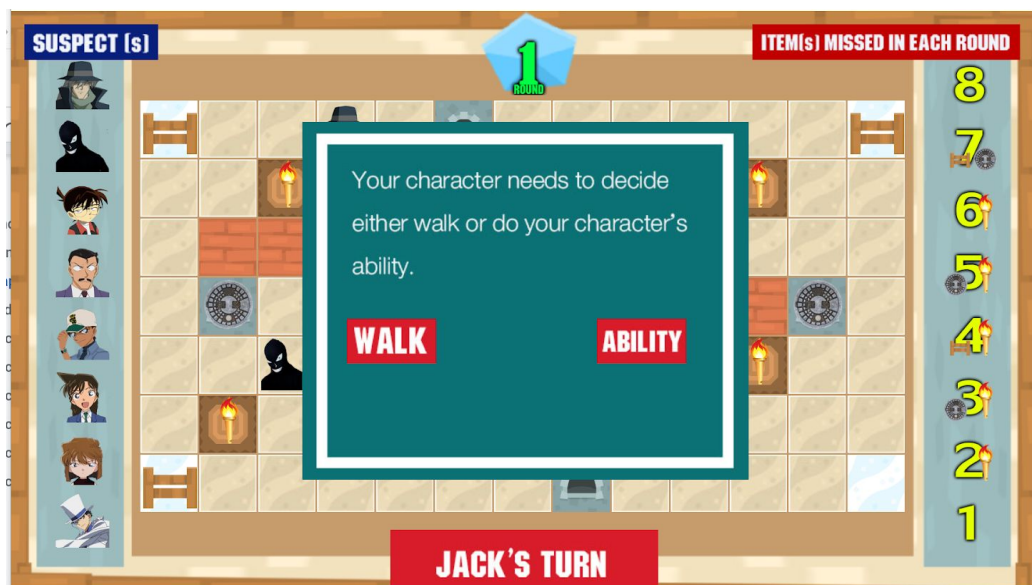 SUSPECT (s)
1
ROUND
ITEM(s) MISSED IN EACH ROUND
8
7
6
5
4
3
2
1
Your character needs to decide
either walk or do your character's
ability.
WALK
ABILITY
JACK'S TURN